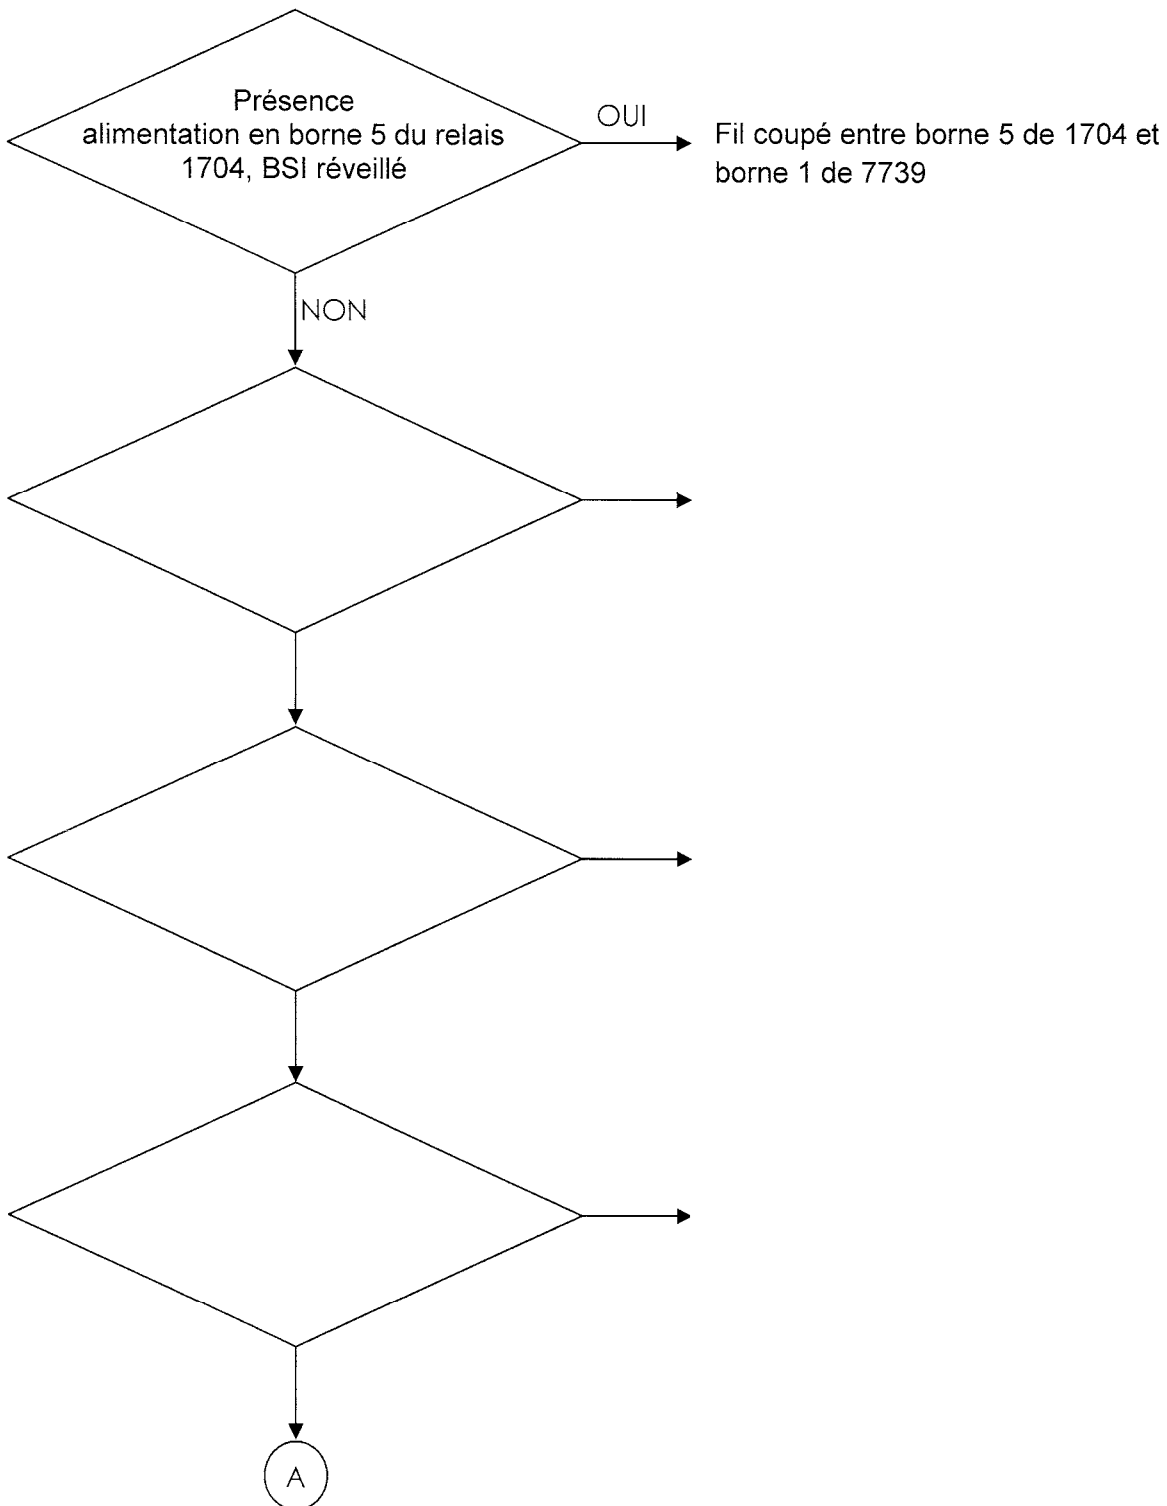 Présence
alimentation en borne 5 du relais
1704, BSI réveillé
OUI
Fil coupé entre borne 5 de 1704 et
borne 1 de 7739
NON
A